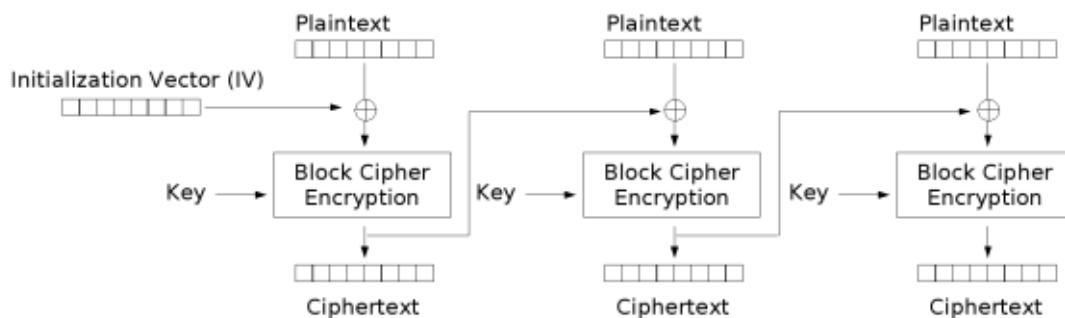 Plaintext
Plaintext
Plaintext
Initialization Vector (IV)
Key
Block Cipher
Encryption
Key
Block Cipher
Encryption
Key
Block Cipher
Encryption
Ciphertext
Ciphertext
Ciphertext